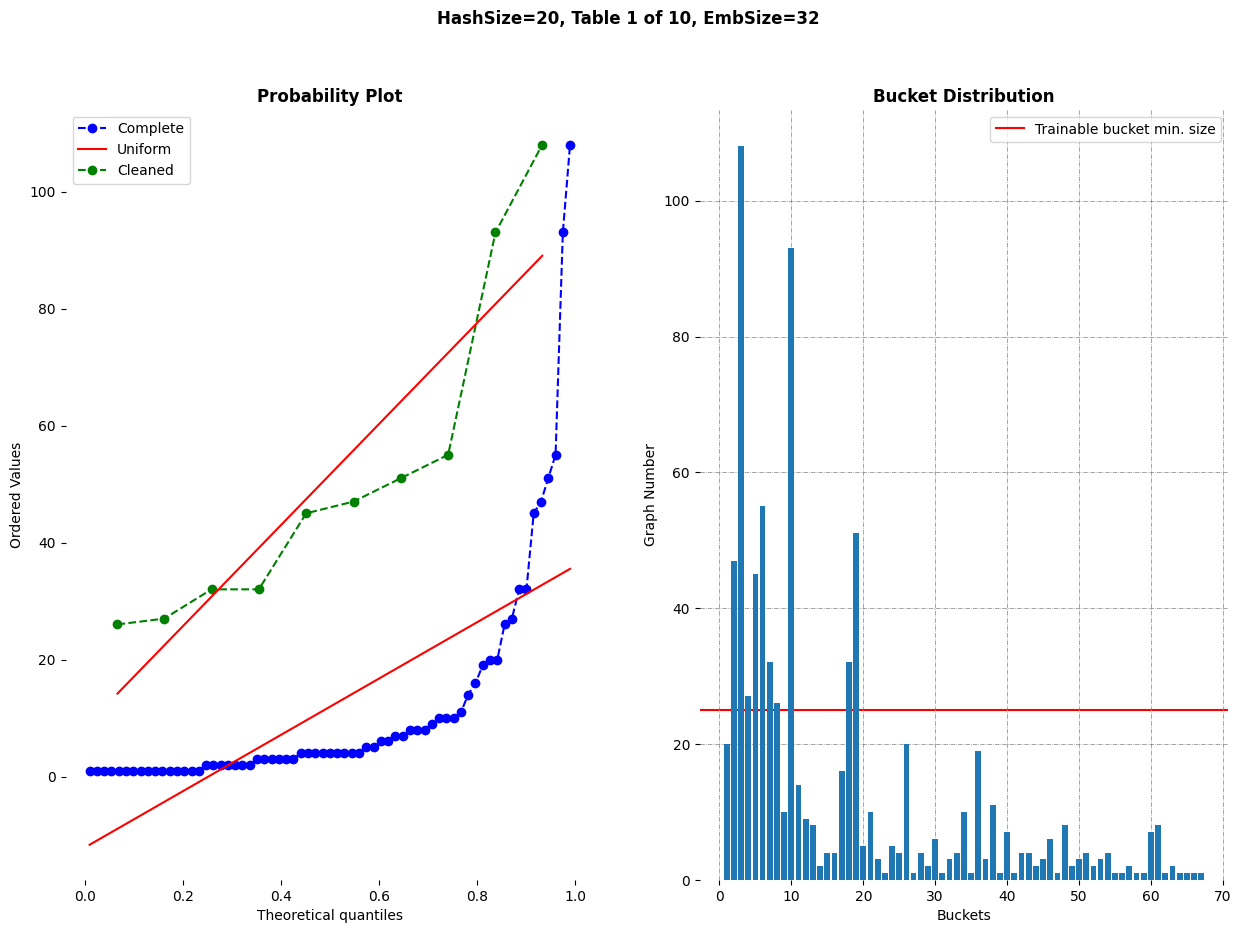 HashSize=20, Table 1 of 10, EmbSize=32
Probability Plot
Complete
Uniform
Cleaned
Ordered Values
100
80
60
40
20
0
0.0 0.2 0.4 0.6 0.8 1.0
Theoretical quantiles
Bucket Distribution
Trainable bucket min. size
Graph Number
100
80
60
40
20
0
0 10 20 30 40 50 60 70
Buckets